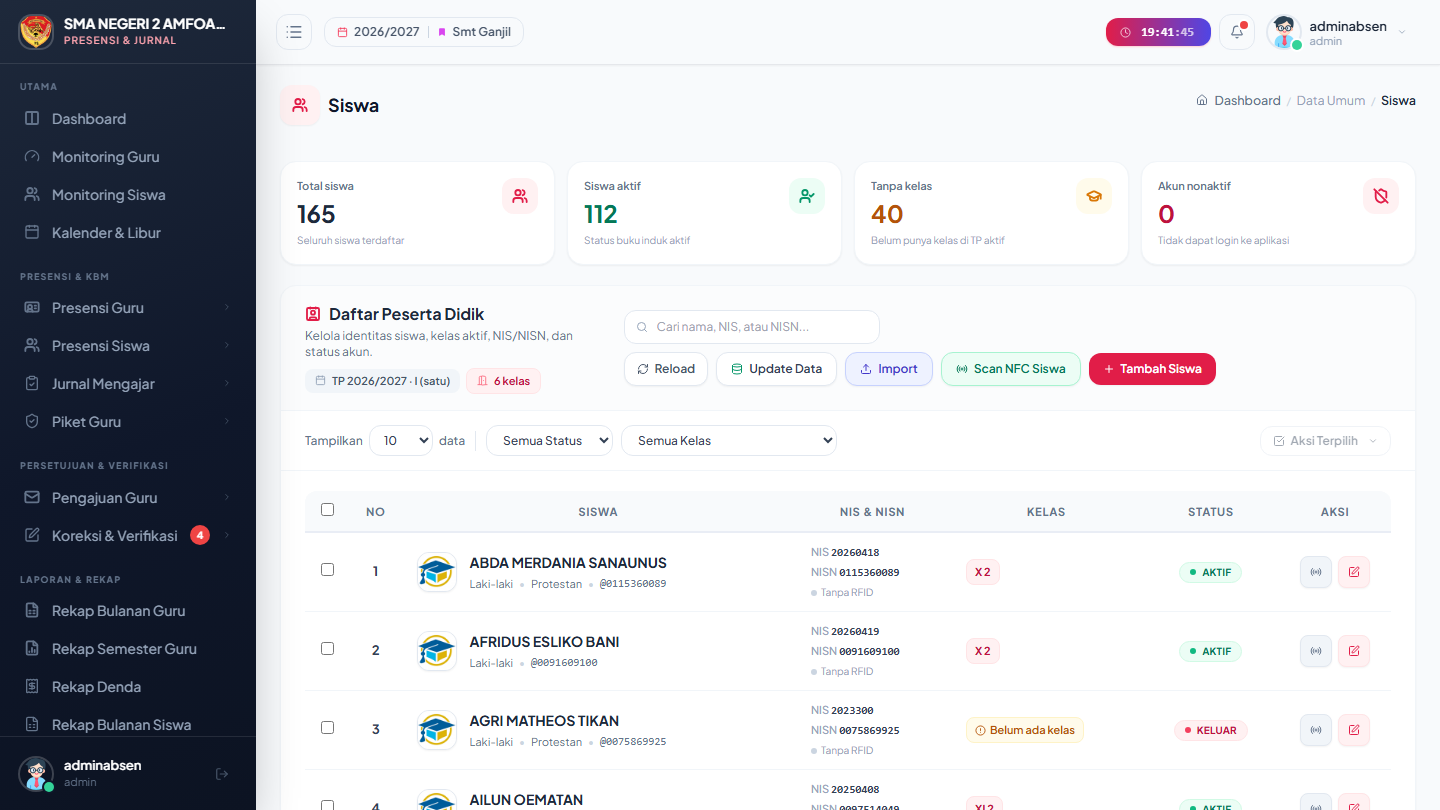 SMA NEGERI 2 AMFOA...
PRESENSI & JURNAL
UTAMA
Dashboard
Monitoring Guru
Monitoring Siswa
Kalender & Libur
PRESENSI & KBM
Presensi Guru
Presensi Siswa
Jurnal Mengajar
Piket Guru
PERSETUJUAN & VERIFIKASI
Pengajuan Guru
Koreksi & Verifikasi 4
LAPORAN & REKAP
Rekap Bulanan Guru
Rekap Semester Guru
Rekap Denda
Rekap Bulanan Siswa
adminabsen
admin
2026/2027 Smt Ganjil
19:41:45
adminabsen
admin
Siswa
Dashboard / Data Umum / Siswa
Total siswa
165
Seluruh siswa terdaftar
Siswa aktif
112
Status buku induk aktif
Tanpa kelas
40
Belum punya kelas di TP aktif
Akun nonaktif
0
Tidak dapat login ke aplikasi
Daftar Peserta Didik
Kelola identitas siswa, kelas aktif, NIS/NISN, dan
status akun.
TP 2026/2027 · I (satu) 6 kelas
Cari nama, NIS, atau NISN...
Reload Update Data Import Scan NFC Siswa Tambah Siswa
Tampilkan 10 data Semua Status Semua Kelas Aksi Terpilih
NO SISWA NIS & NISN KELAS STATUS AKSI
1 ABDA MERDANIA SANAUNUS
Laki-laki • Protestan • @0115360089
NIS 20260418
NISN 0115360089
Tanpa RFID
X 2
AKTIF
2 AFRIDUS ESLIKO BANI
Laki-laki • @0091609100
NIS 20260419
NISN 0091609100
Tanpa RFID
X 2
AKTIF
3 AGRI MATHEOS TIKAN
Laki-laki • Protestan • @0075869925
NIS 2023300
NISN 0075869925
Tanpa RFID
Belum ada kelas
KELUAR
AILUN OEMATAN
NIS 20250408